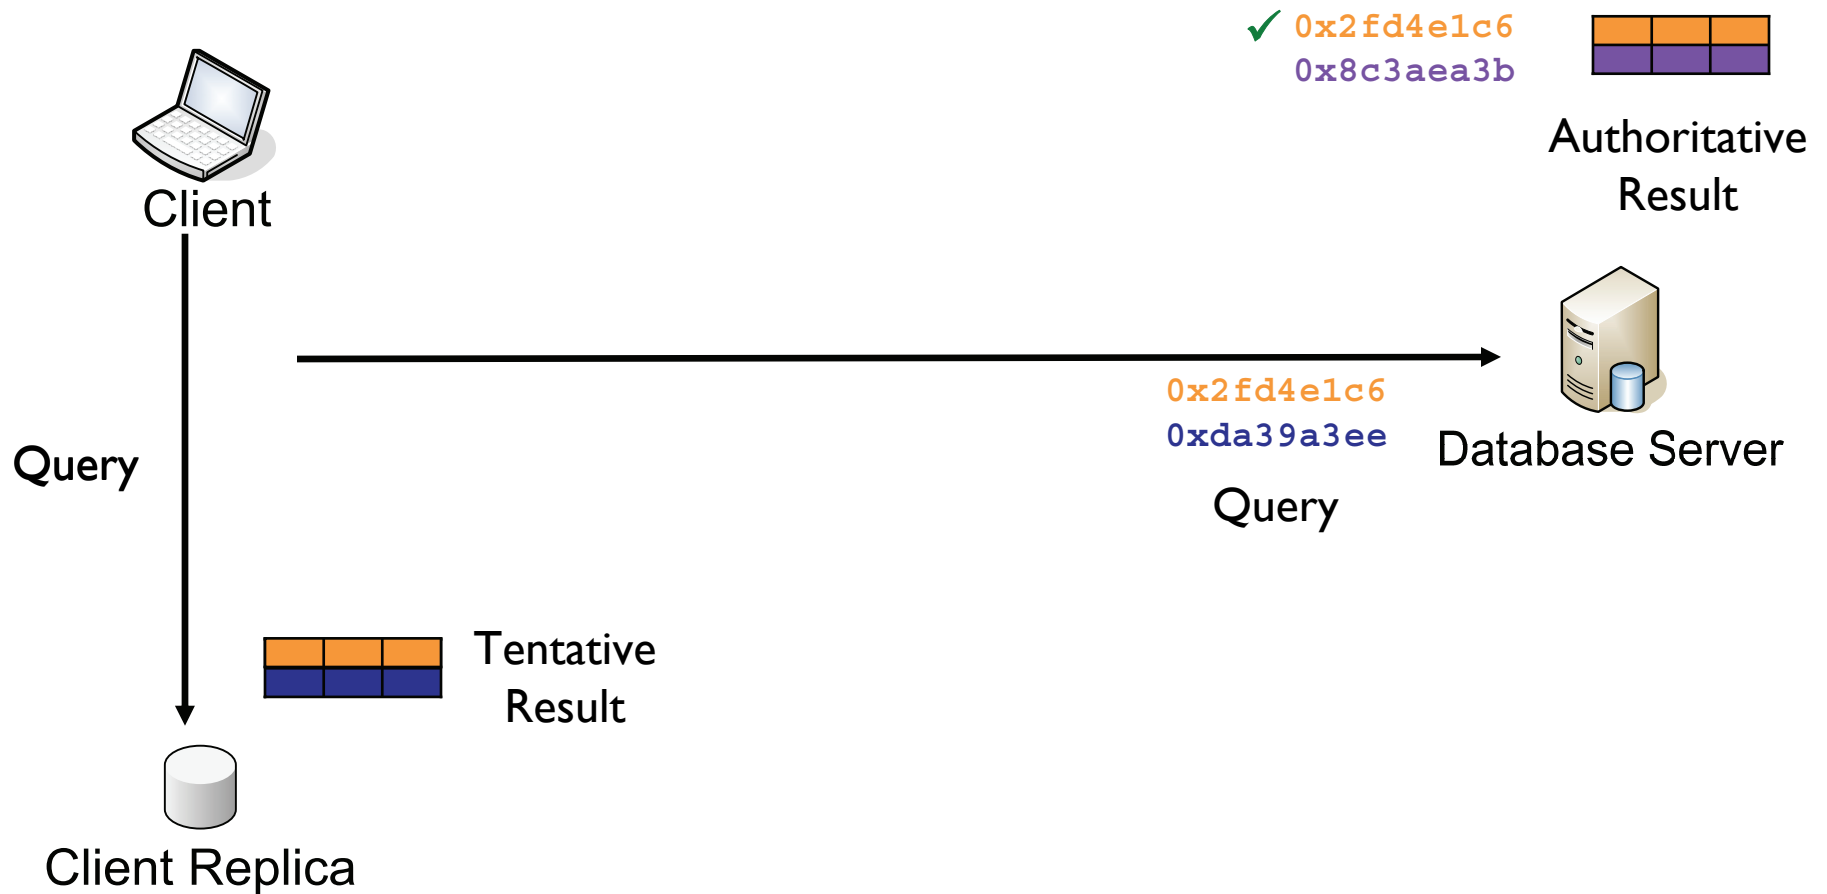 ✓ 0x2fd4e1c6
0x8c3aea3b
Authoritative
Result
Client
0x2fd4e1c6
0xda39a3ee
Database Server
Query
Query
Tentative
Result
Client Replica